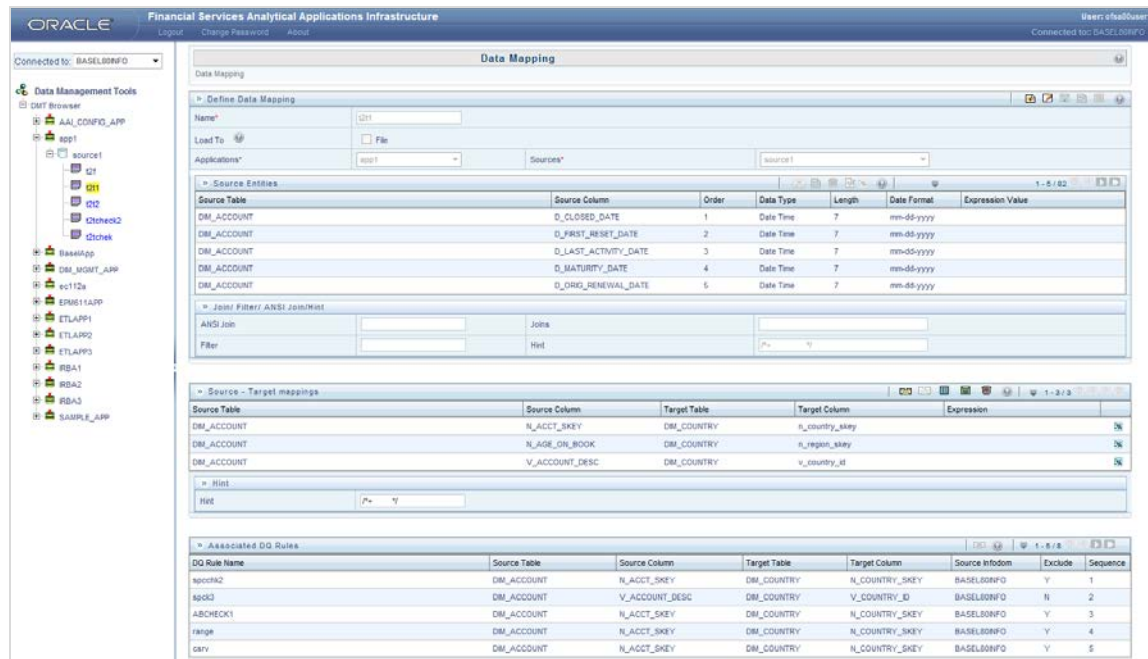 ORACLE
Financial Services Analytical Applications Infrastructure
User: ofsa80user
Logout Change Password About
Connected to: BASEL80INFO
Connected to: BASEL80INFO
Data Management Tools
DMT Browser
AAI_CONFIG_APP
app1
source1
t2f
t2t1
t2t2
t2tcheck2
t2tchek
BaselApp
DIM_MGMT_APP
ec112a
EPM611APP
ETLAPP1
ETLAPP2
ETLAPP3
IRBA1
IRBA2
IRBA3
SAMPLE_APP
Data Mapping
Data Mapping
» Define Data Mapping
Name* t2t1
Load To File
Applications* app1 Sources* source1
» Source Entities 1-5/82
Source Table Source Column Order Data Type Length Date Format Expression Value
DIM_ACCOUNT D_CLOSED_DATE 1 Date Time 7 mm-dd-yyyy
DIM_ACCOUNT D_FIRST_RESET_DATE 2 Date Time 7 mm-dd-yyyy
DIM_ACCOUNT D_LAST_ACTIVITY_DATE 3 Date Time 7 mm-dd-yyyy
DIM_ACCOUNT D_MATURITY_DATE 4 Date Time 7 mm-dd-yyyy
DIM_ACCOUNT D_ORIG_RENEWAL_DATE 5 Date Time 7 mm-dd-yyyy
» Join/ Filter/ ANSI Join/Hint
ANSI Join Joins
Filter Hint /*+ */
» Source - Target mappings 1-3/3
Source Table Source Column Target Table Target Column Expression
DIM_ACCOUNT N_ACCT_SKEY DIM_COUNTRY n_country_skey
DIM_ACCOUNT N_AGE_ON_BOOK DIM_COUNTRY n_region_skey
DIM_ACCOUNT V_ACCOUNT_DESC DIM_COUNTRY v_country_id
» Hint
Hint /*+ */
» Associated DQ Rules
DQ Rule Name Source Table Source Column Target Table Target Column Source Infodom Exclude Sequence
spcchk2 DIM_ACCOUNT N_ACCT_SKEY DIM_COUNTRY N_COUNTRY_SKEY BASEL80INFO Y 1
spck3 DIM_ACCOUNT V_ACCOUNT_DESC DIM_COUNTRY V_COUNTRY_ID BASEL80INFO N 2
ABCHECK1 DIM_ACCOUNT N_ACCT_SKEY DIM_COUNTRY N_COUNTRY_SKEY BASEL80INFO Y 3
range DIM_ACCOUNT N_ACCT_SKEY DIM_COUNTRY N_COUNTRY_SKEY BASEL80INFO Y 4
carv DIM_ACCOUNT N_ACCT_SKEY DIM_COUNTRY N_COUNTRY_SKEY BASEL80INFO Y 5